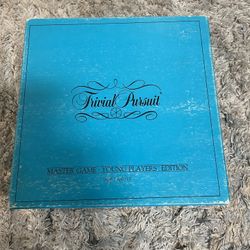 Trivial Pursuit
MASTER GAME - YOUNG PLAYERS' EDITION